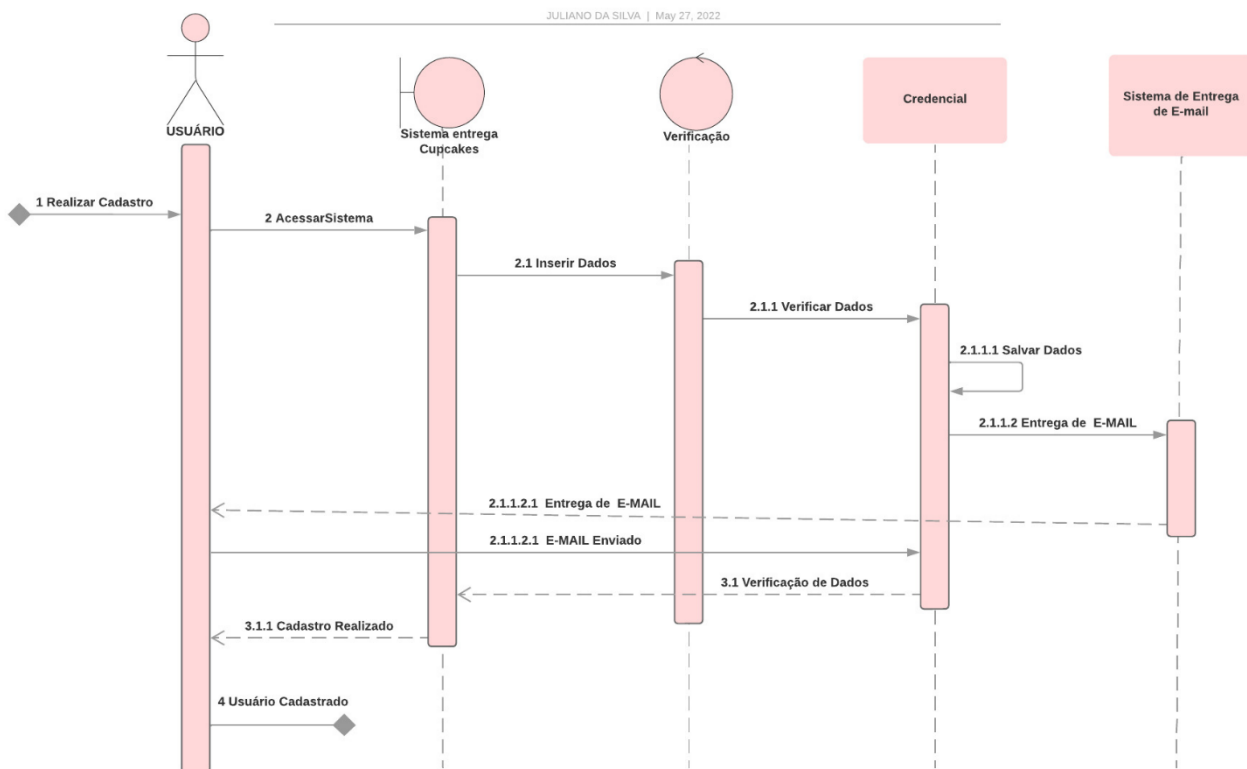 JULIANO DA SILVA | May 27, 2022
USUÁRIO
Sistema entrega
Cupcakes
Verificação
Credencial
Sistema de Entrega
de E-mail
1 Realizar Cadastro
2 AcessarSistema
2.1 Inserir Dados
2.1.1 Verificar Dados
2.1.1.1 Salvar Dados
2.1.1.2 Entrega de E-MAIL
2.1.1.2.1 Entrega de E-MAIL
2.1.1.2.1 E-MAIL Enviado
3.1 Verificação de Dados
3.1.1 Cadastro Realizado
4 Usuário Cadastrado